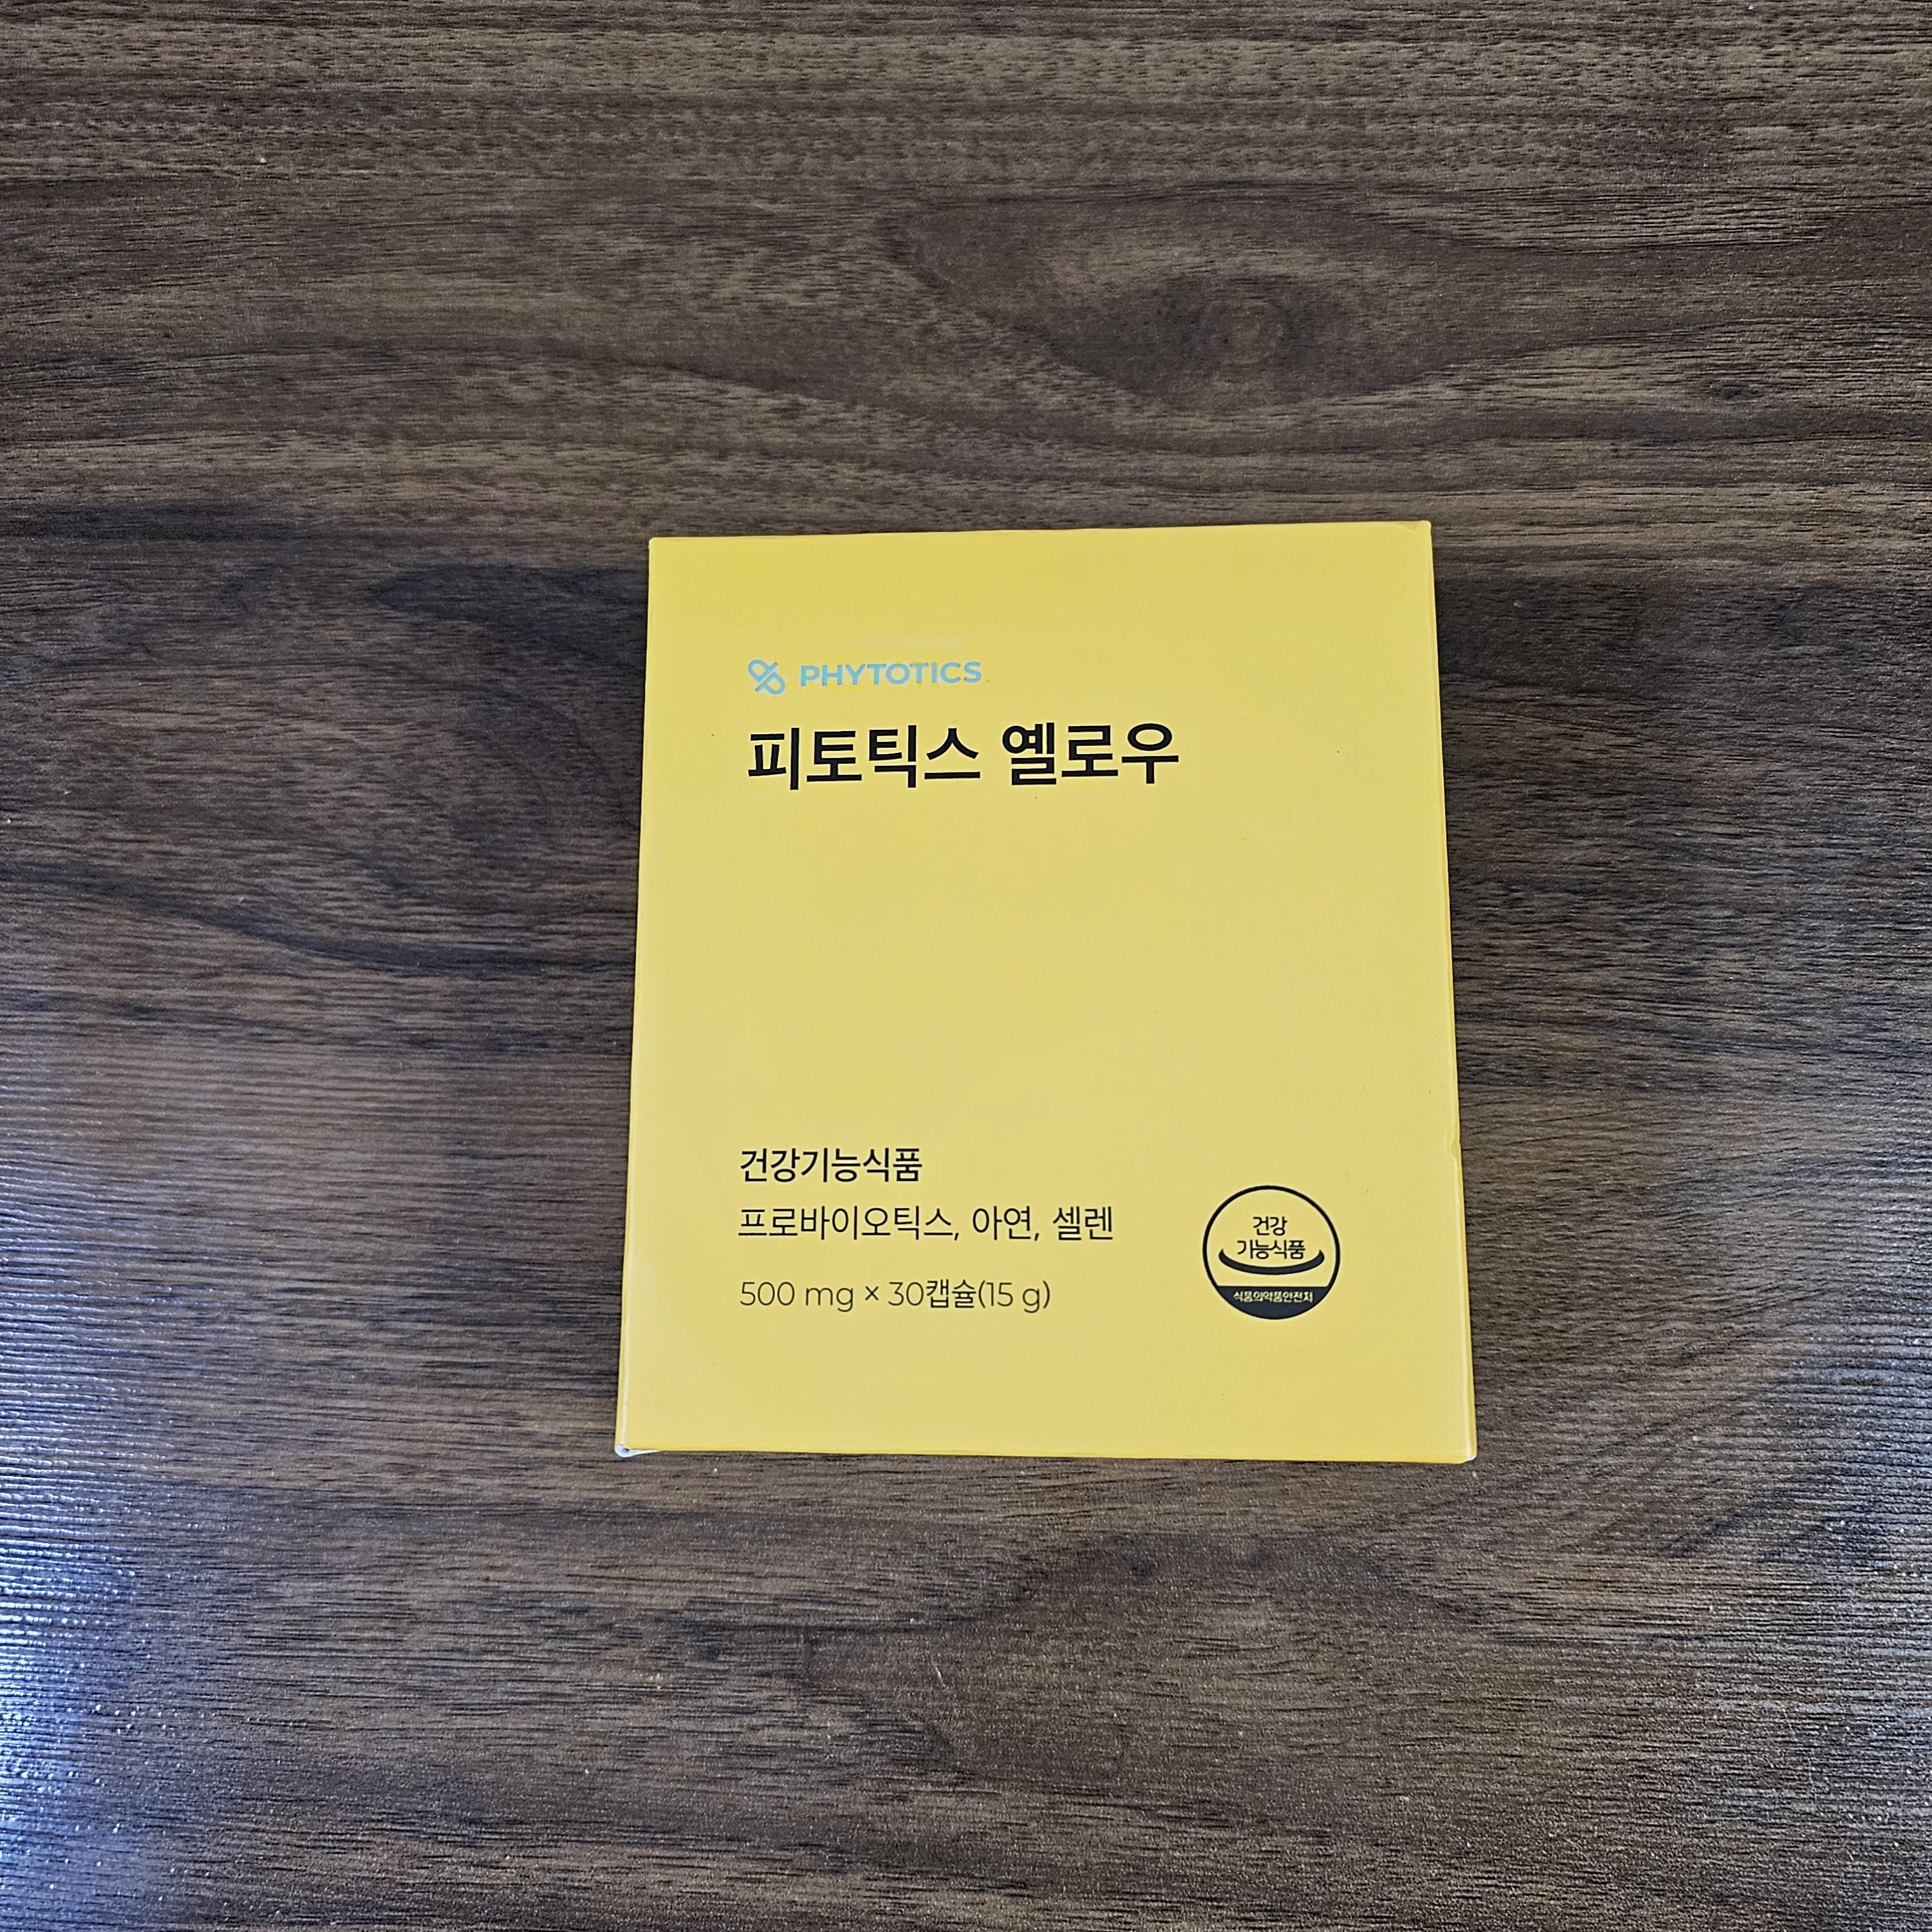 PHYTOTICS
피토틱스 옐로우
건강기능식품
프로바이오틱스, 아연, 셀렌
500 mg × 30캡슐(15 g)
건강
기능식품
식품의약품안전처